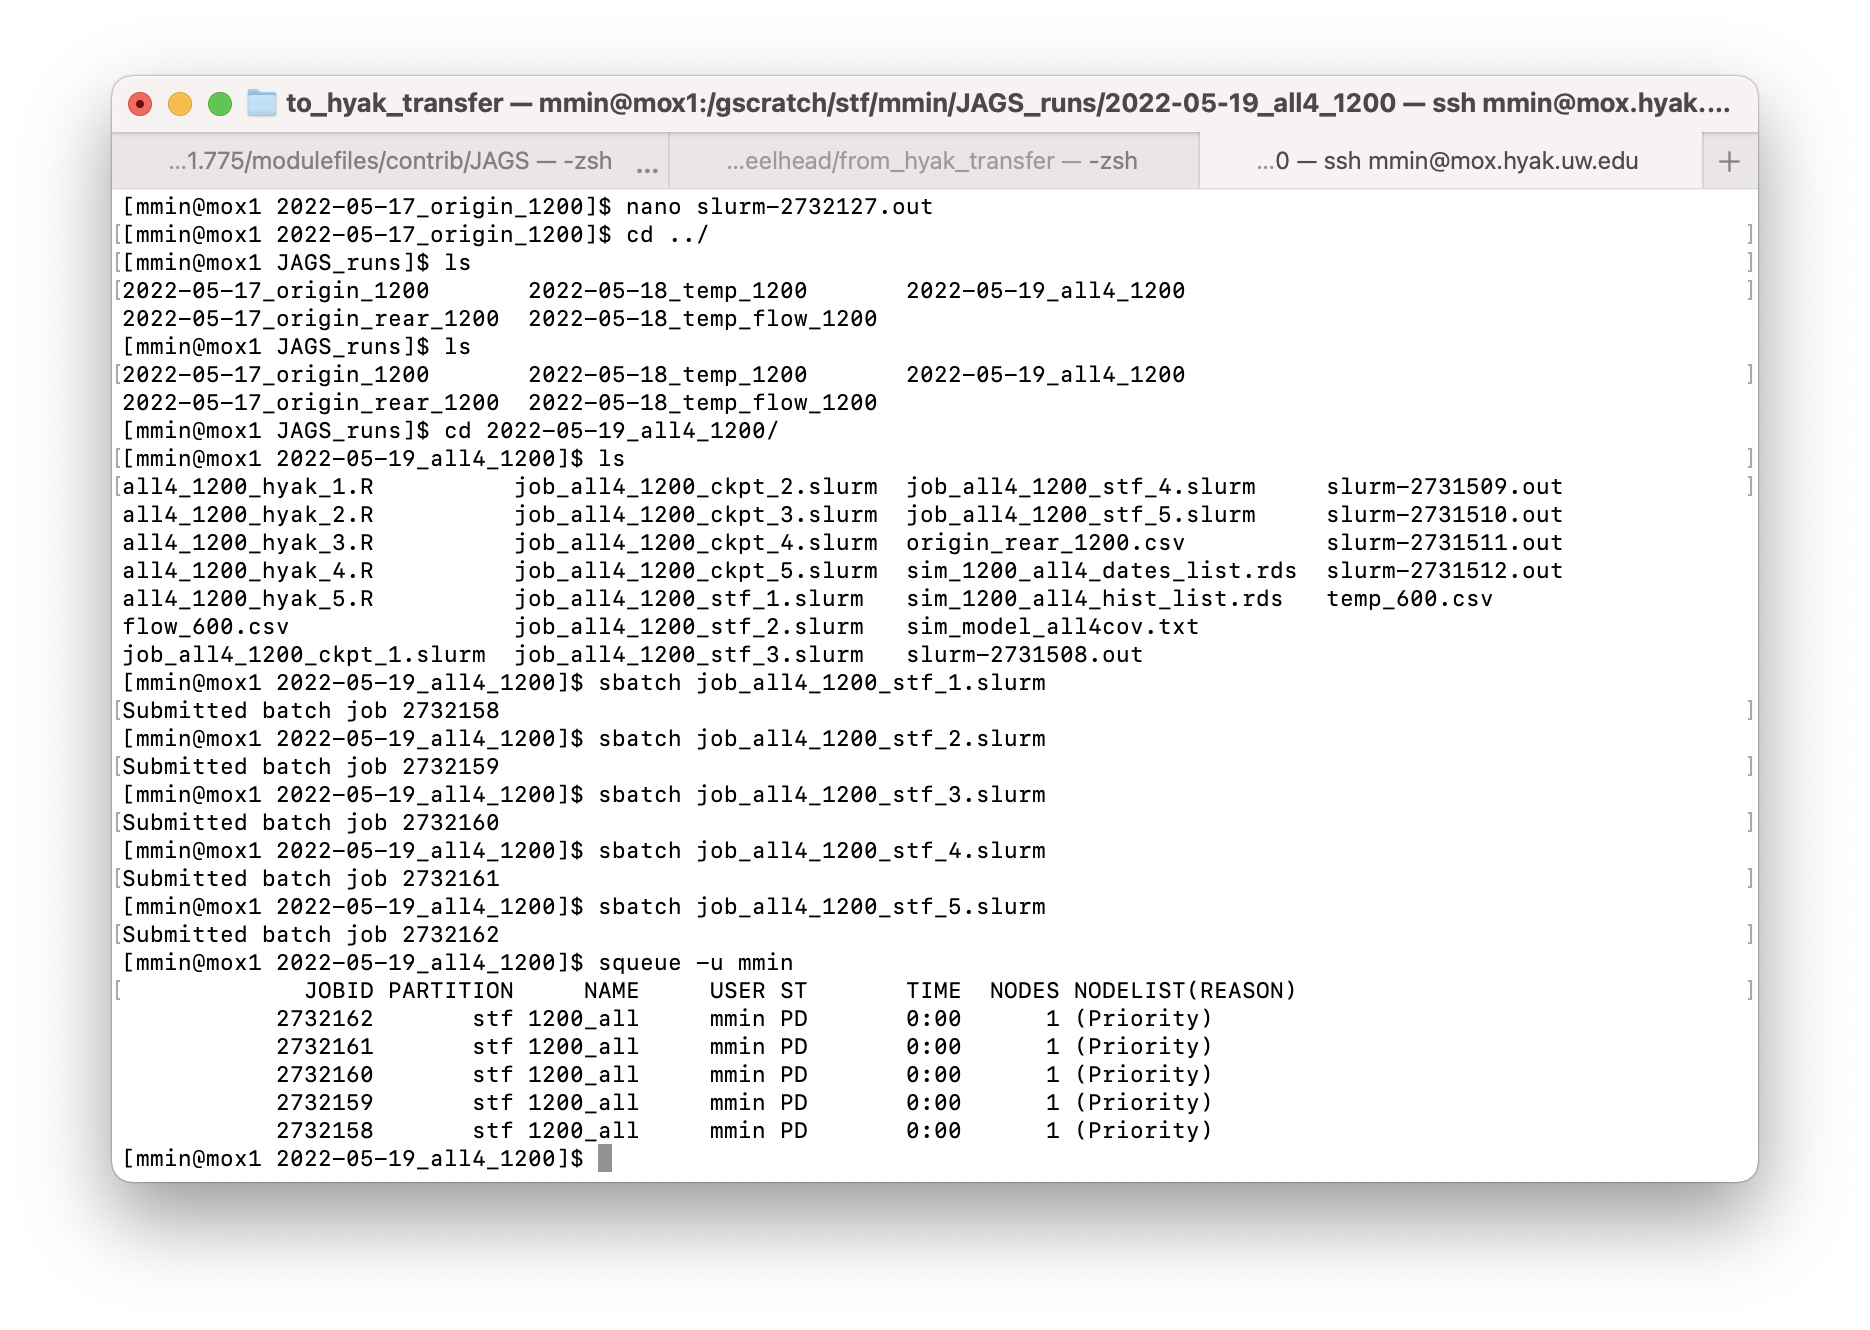 to_hyak_transfer — mmin@mox1:/gscratch/stf/mmin/JAGS_runs/2022-05-19_all4_1200 — ssh mmin@mox.hyak....
...1.775/modulefiles/contrib/JAGS — -zsh ... ...eelhead/from_hyak_transfer — -zsh ...0 — ssh mmin@mox.hyak.uw.edu +
[mmin@mox1 2022-05-17_origin_1200]$ nano slurm-2732127.out
[[mmin@mox1 2022-05-17_origin_1200]$ cd ../ ]
[[mmin@mox1 JAGS_runs]$ ls ]
[2022-05-17_origin_1200 2022-05-18_temp_1200 2022-05-19_all4_1200 ]
2022-05-17_origin_rear_1200 2022-05-18_temp_flow_1200
[mmin@mox1 JAGS_runs]$ ls
[2022-05-17_origin_1200 2022-05-18_temp_1200 2022-05-19_all4_1200 ]
2022-05-17_origin_rear_1200 2022-05-18_temp_flow_1200
[mmin@mox1 JAGS_runs]$ cd 2022-05-19_all4_1200/
[[mmin@mox1 2022-05-19_all4_1200]$ ls ]
[all4_1200_hyak_1.R job_all4_1200_ckpt_2.slurm job_all4_1200_stf_4.slurm slurm-2731509.out ]
all4_1200_hyak_2.R job_all4_1200_ckpt_3.slurm job_all4_1200_stf_5.slurm slurm-2731510.out
all4_1200_hyak_3.R job_all4_1200_ckpt_4.slurm origin_rear_1200.csv slurm-2731511.out
all4_1200_hyak_4.R job_all4_1200_ckpt_5.slurm sim_1200_all4_dates_list.rds slurm-2731512.out
all4_1200_hyak_5.R job_all4_1200_stf_1.slurm sim_1200_all4_hist_list.rds temp_600.csv
flow_600.csv job_all4_1200_stf_2.slurm sim_model_all4cov.txt
job_all4_1200_ckpt_1.slurm job_all4_1200_stf_3.slurm slurm-2731508.out
[mmin@mox1 2022-05-19_all4_1200]$ sbatch job_all4_1200_stf_1.slurm
[Submitted batch job 2732158 ]
[mmin@mox1 2022-05-19_all4_1200]$ sbatch job_all4_1200_stf_2.slurm
[Submitted batch job 2732159 ]
[mmin@mox1 2022-05-19_all4_1200]$ sbatch job_all4_1200_stf_3.slurm
[Submitted batch job 2732160 ]
[mmin@mox1 2022-05-19_all4_1200]$ sbatch job_all4_1200_stf_4.slurm
[Submitted batch job 2732161 ]
[mmin@mox1 2022-05-19_all4_1200]$ sbatch job_all4_1200_stf_5.slurm
[Submitted batch job 2732162 ]
[mmin@mox1 2022-05-19_all4_1200]$ squeue -u mmin
[ JOBID PARTITION NAME USER ST TIME NODES NODELIST(REASON) ]
2732162 stf 1200_all mmin PD 0:00 1 (Priority)
2732161 stf 1200_all mmin PD 0:00 1 (Priority)
2732160 stf 1200_all mmin PD 0:00 1 (Priority)
2732159 stf 1200_all mmin PD 0:00 1 (Priority)
2732158 stf 1200_all mmin PD 0:00 1 (Priority)
[mmin@mox1 2022-05-19_all4_1200]$